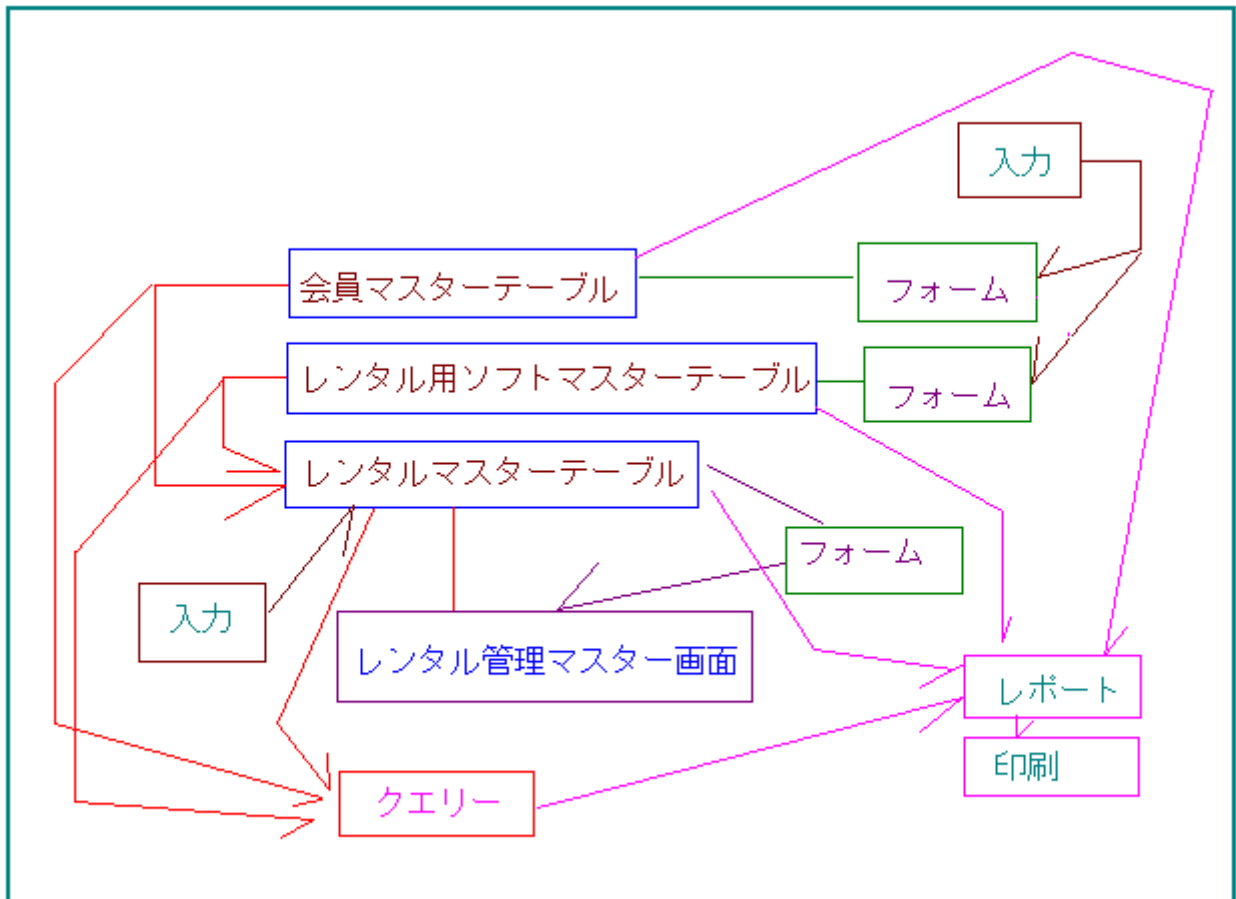 入力
会員マスターテーブル
フォーム
レンタル用ソフトマスターテーブル
フォーム
レンタルマスターテーブル
フォーム
入力
レンタル管理マスター画面
レポート
印刷
クエリー